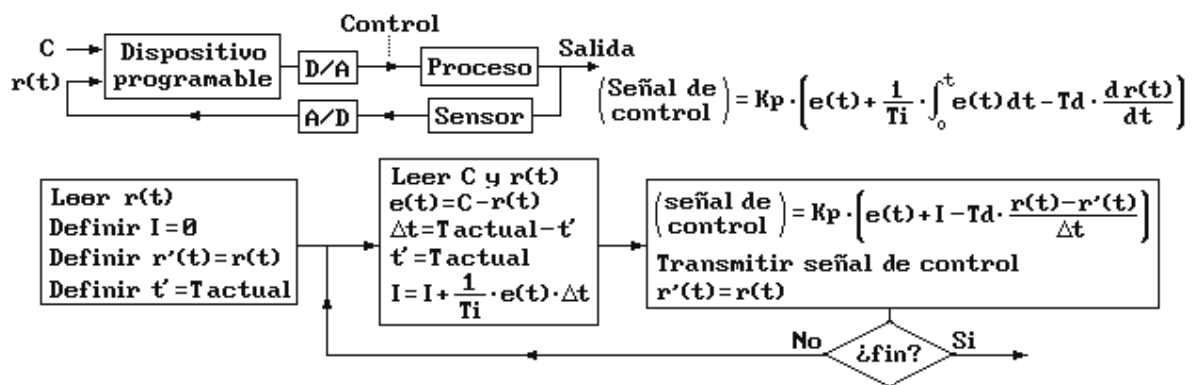 Control
C
r(t)
Dispositivo
programable
D/A
Proceso
Salida
A/D
Sensor
(Señal de control) = Kp · [e(t) + 1/Ti · ∫₀ᵗ e(t) dt − Td · d r(t)/dt]
Leer r(t)
Definir I = 0
Definir r'(t) = r(t)
Definir t' = Tactual
Leer C y r(t)
e(t) = C − r(t)
Δt = Tactual − t'
t' = Tactual
I = I + 1/Ti · e(t) · Δt
(señal de control) = Kp · [e(t) + I − Td · r(t) − r'(t)/Δt]
Transmitir señal de control
r'(t) = r(t)
No
¿fin?
Si